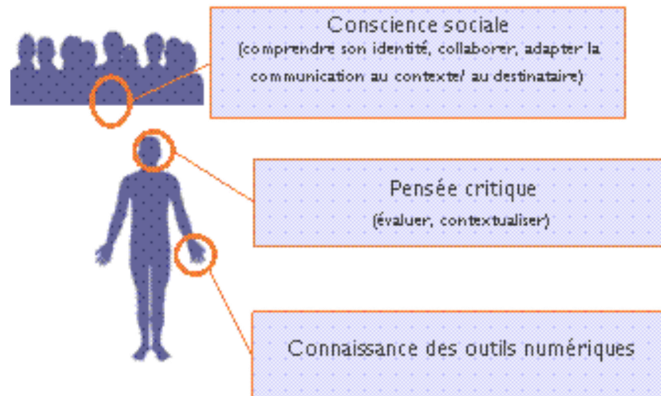 Conscience sociale
(comprendre son identité, collaborer, adapter la
communication au contexte/ au destinataire)
Pensée critique
(évaluer, contextualiser)
Connaissance des outils numériques